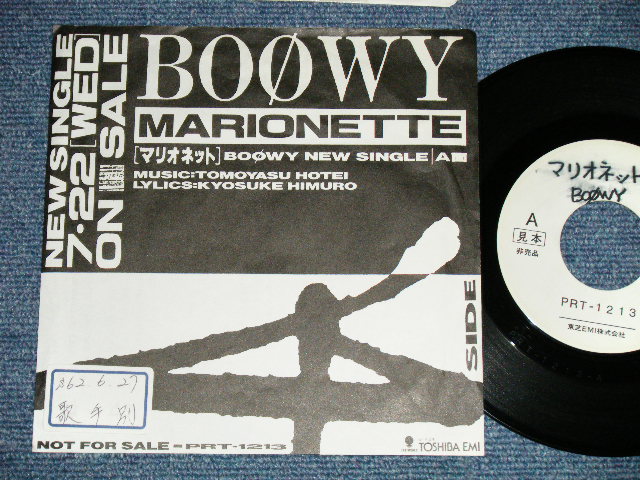 NEW SINGLE
7·22[WED]
ON SALE
BOØWY
MARIONETTE
[マリオネット] BOØWY NEW SINGLE A面
MUSIC:TOMOYASU HOTEI
LYLICS:KYOSUKE HIMURO
SIDE
S62.6.27
歌手別
NOT FOR SALE=PRT-1213
TOSHIBA EMI
マリオネット
BOØWY
A
見本
非売品
PRT-1213
東芝EMI株式会社